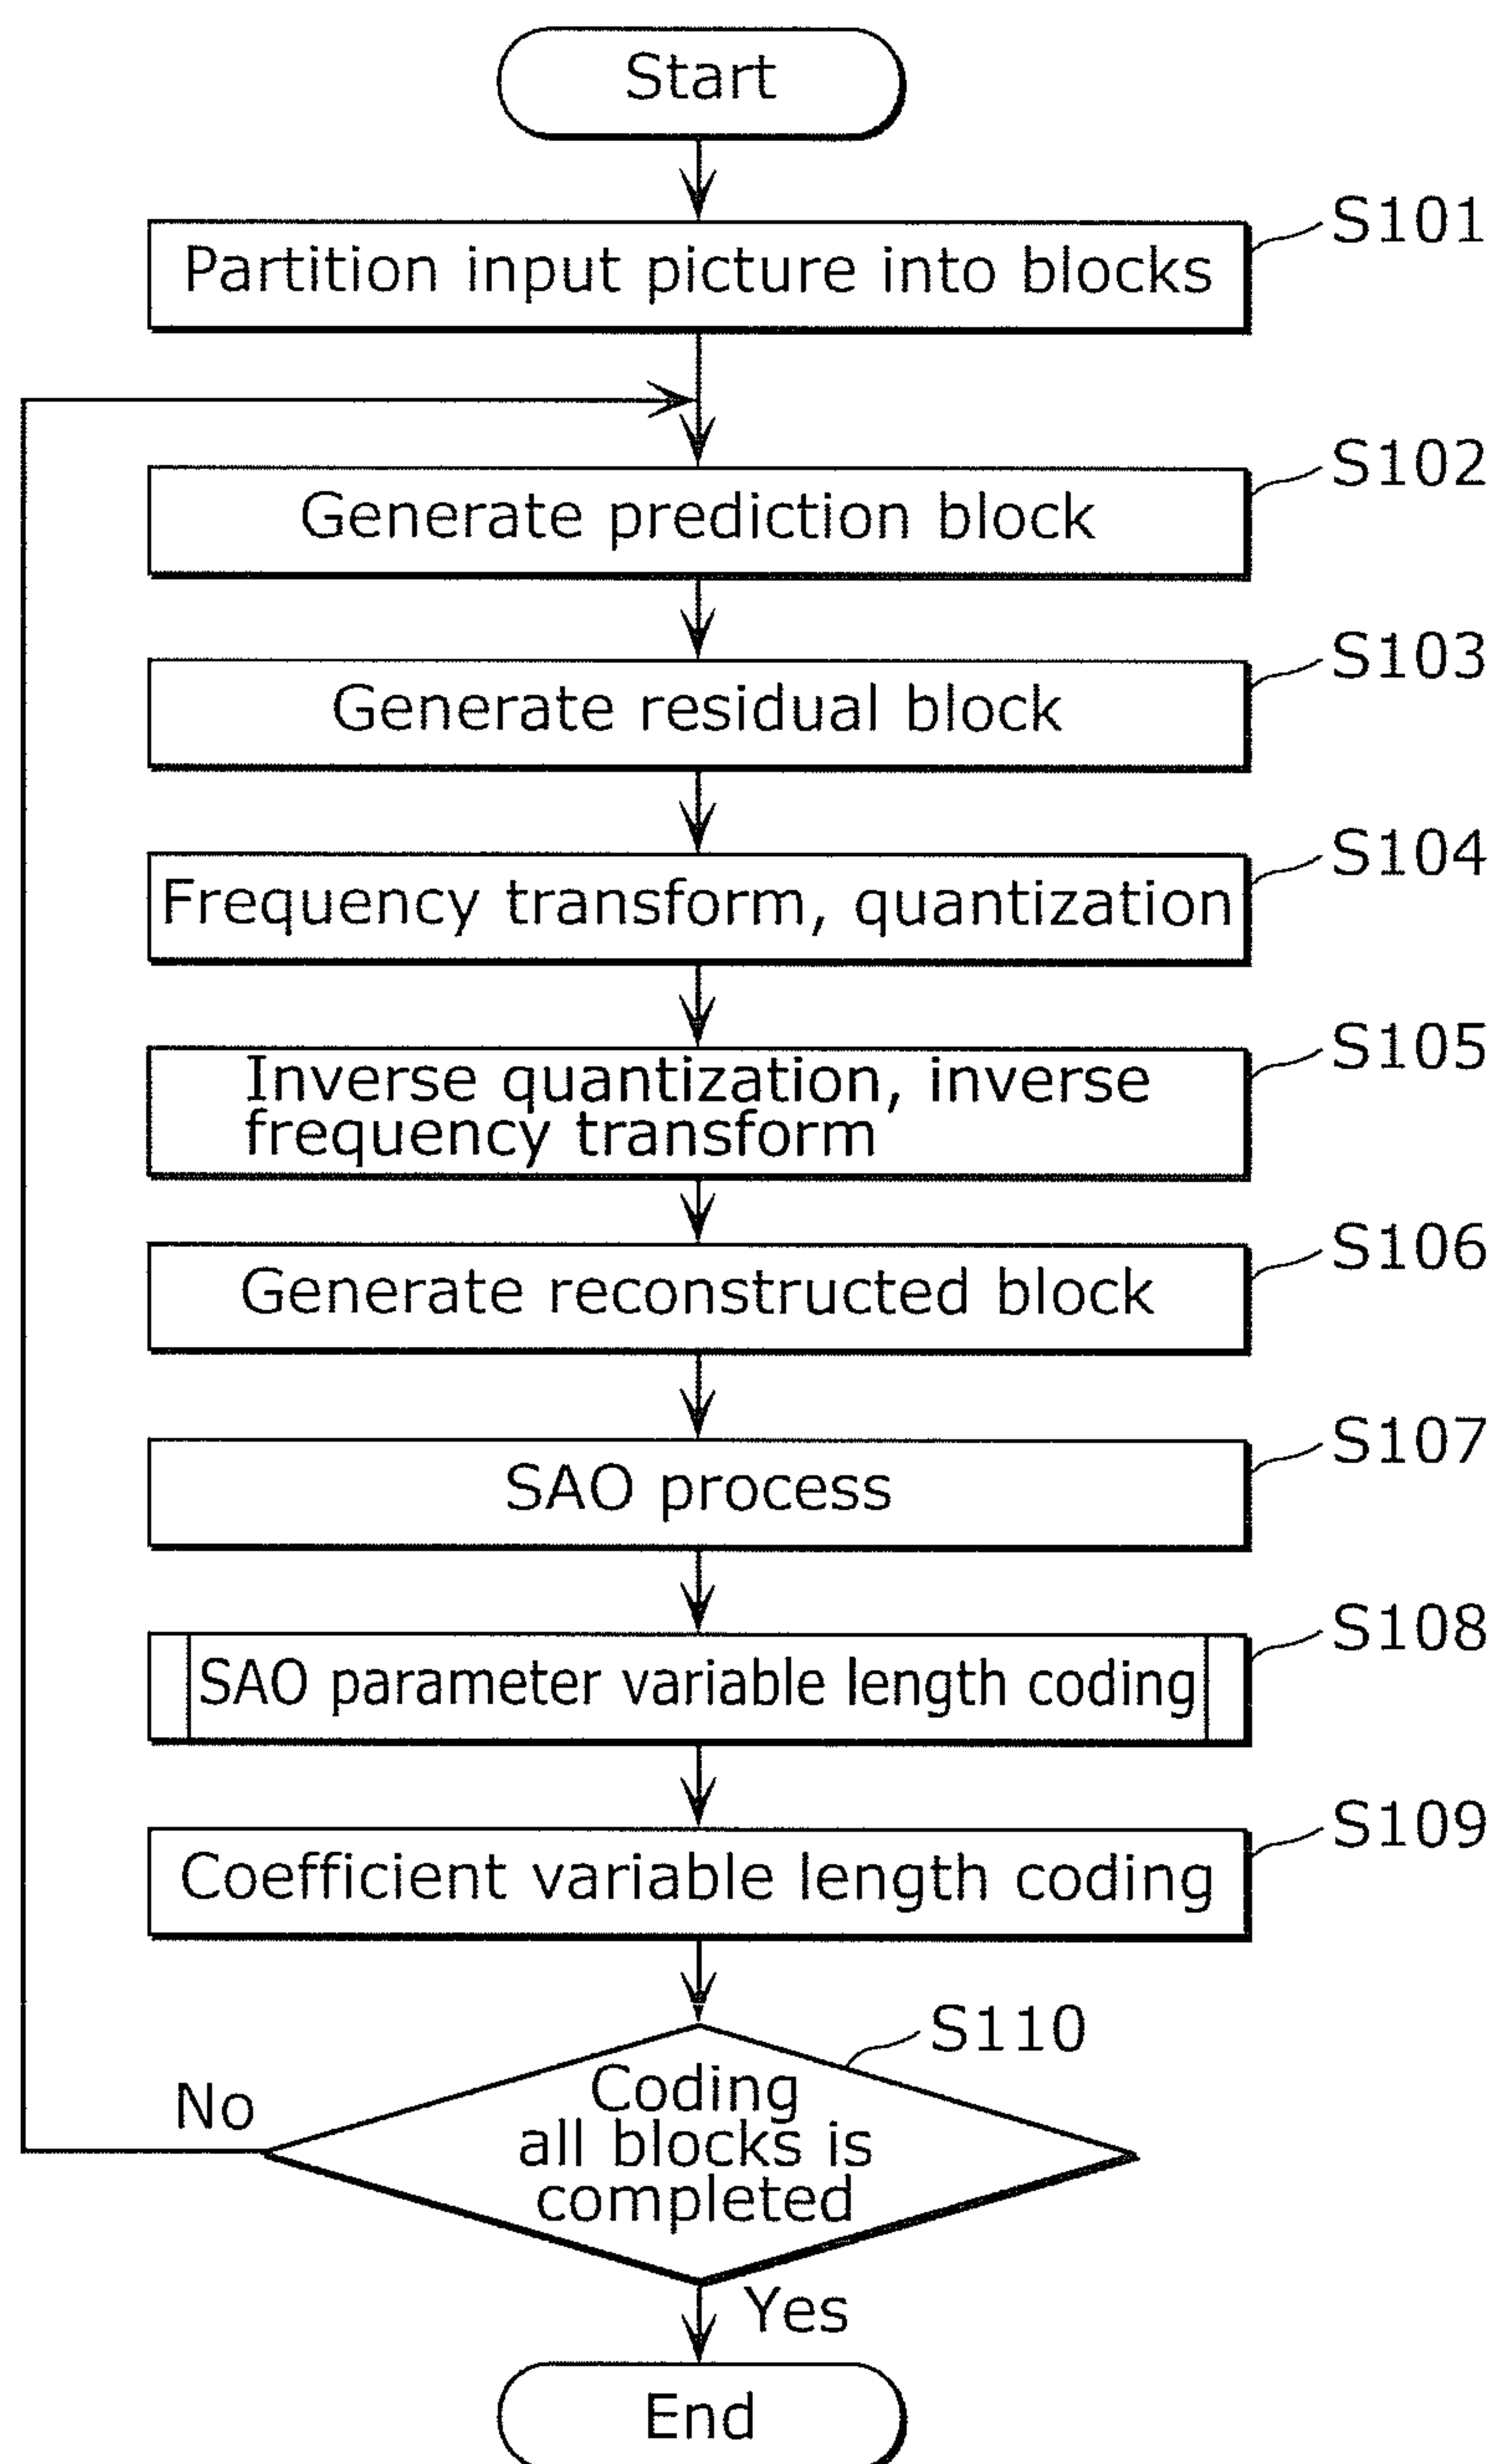 Start
S101
Partition input picture into blocks
S102
Generate prediction block
S103
Generate residual block
S104
Frequency transform, quantization
S105
Inverse quantization, inverse
frequency transform
S106
Generate reconstructed block
S107
SAO process
S108
SAO parameter variable length coding
S109
Coefficient variable length coding
S110
Coding
all blocks is
completed
No
Yes
End